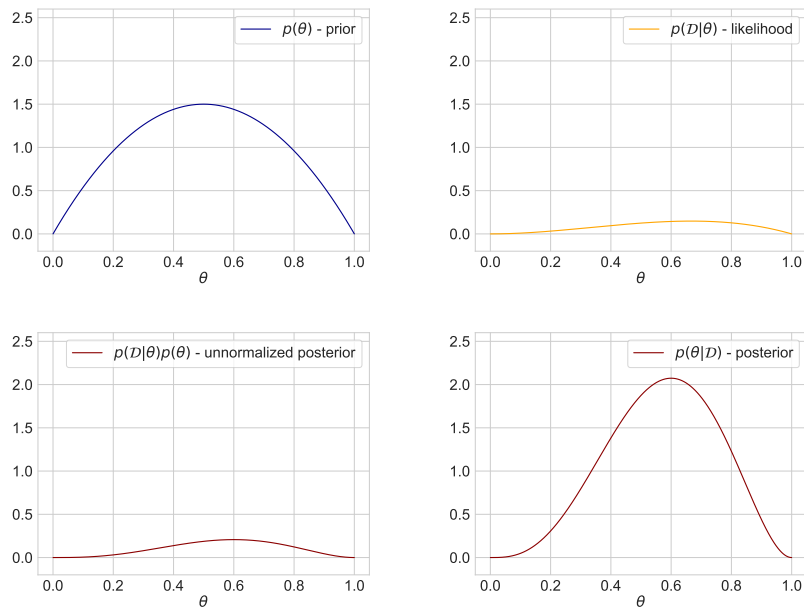 2.5
2.0
1.5
1.0
0.5
0.0
p(θ) - prior
0.0 0.2 0.4 0.6 0.8 1.0
θ
2.5
2.0
1.5
1.0
0.5
0.0
p(𝒟|θ) - likelihood
0.0 0.2 0.4 0.6 0.8 1.0
θ
2.5
2.0
1.5
1.0
0.5
0.0
p(𝒟|θ)p(θ) - unnormalized posterior
0.0 0.2 0.4 0.6 0.8 1.0
θ
2.5
2.0
1.5
1.0
0.5
0.0
p(θ|𝒟) - posterior
0.0 0.2 0.4 0.6 0.8 1.0
θ